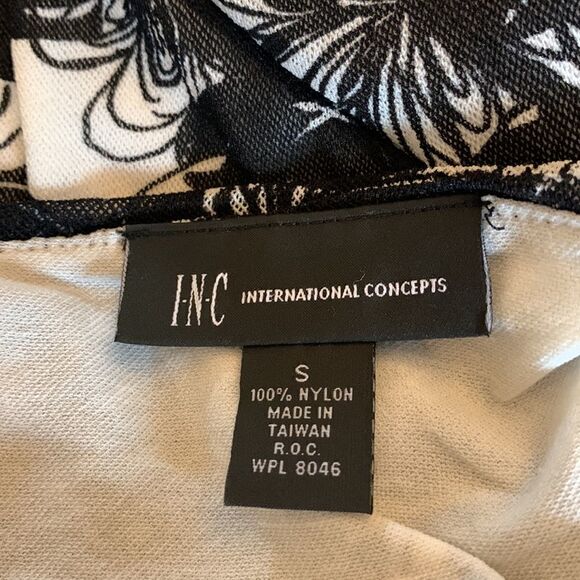 I·N·C INTERNATIONAL CONCEPTS
S
100% NYLON
MADE IN
TAIWAN
R.O.C.
WPL 8046